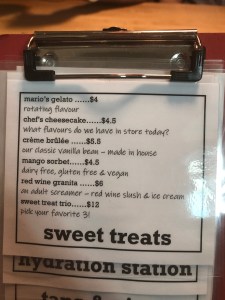 mario's gelato ......$4
rotating flavour
chef's cheesecake......$4.5
what flavours do we have in store today?
crème brûlée ......$5.5
our classic vanilla bean - made in house
mango sorbet......$4.5
dairy free, gluten free & vegan
red wine granita ......$6
an adult screamer - red wine slush & ice cream
sweet treat trio......$12
pick your favorite 3!
sweet treats
hydration station